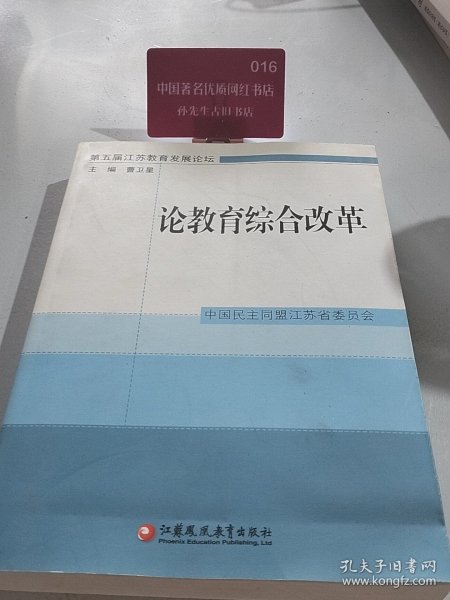 016
中国著名优质网红书店
孙先生古旧书店
第五届江苏教育发展论坛
主 编 曹卫星
论教育综合改革
中国民主同盟江苏省委员会
江苏凤凰教育出版社
Phoenix Education Publishing, Ltd
孔夫子旧书网
www.kongfz.com